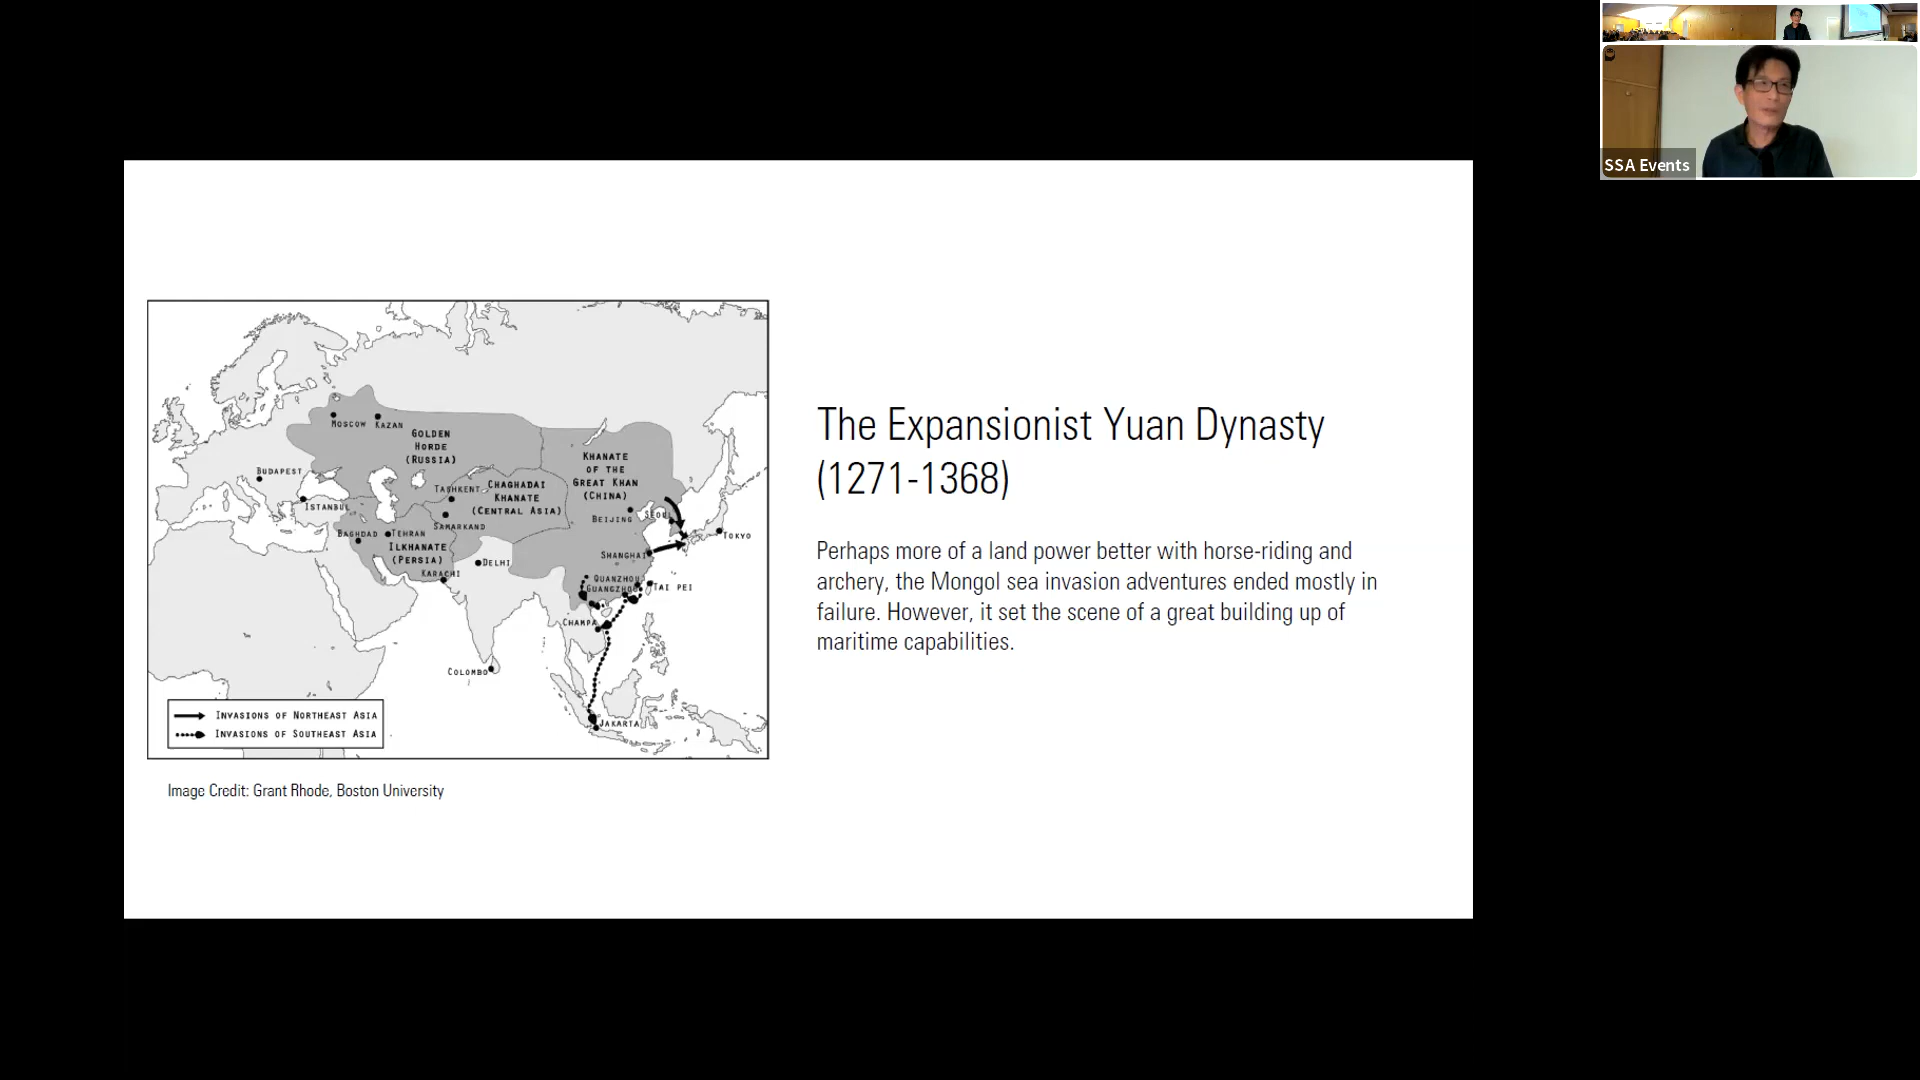 SSA Events
The Expansionist Yuan Dynasty
(1271-1368)
Perhaps more of a land power better with horse-riding and
archery, the Mongol sea invasion adventures ended mostly in
failure. However, it set the scene of a great building up of
maritime capabilities.
Moscow
Kazan
Golden
Horde
(Russia)
Khanate
of the
Great Khan
(China)
Budapest
Istanbul
Tashkent
Chaghadai
Khanate
(Central Asia)
Samarkand
Beijing
Seoul
Tokyo
Baghdad
Tehran
Ilkhanate
(Persia)
Karachi
Delhi
Shanghai
Quanzhou
Guangzhou
Tai Pei
Champa
Colombo
Jakarta
Invasions of Northeast Asia
Invasions of Southeast Asia
Image Credit: Grant Rhode, Boston University